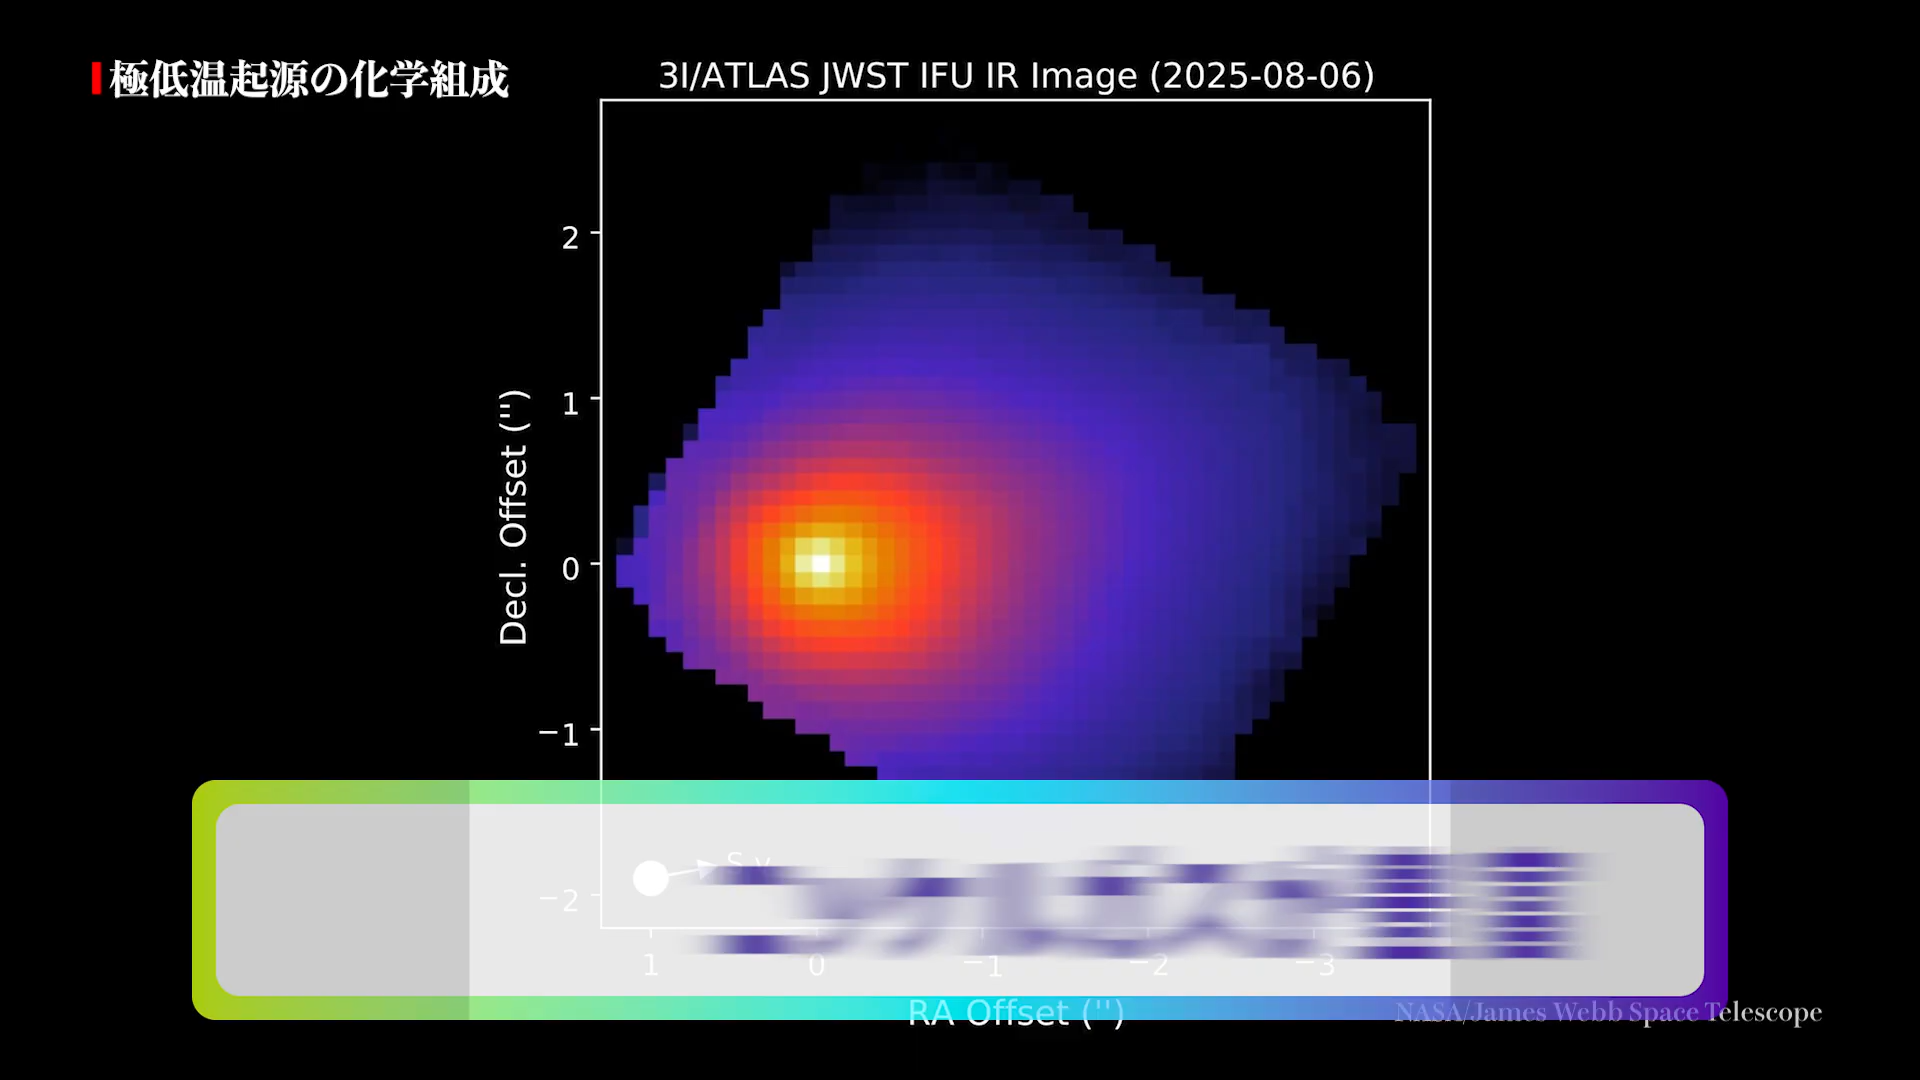 極低温起源の化学組成
3I/ATLAS JWST IFU IR Image (2025-08-06)
2
1
0
−1
−2
Decl. Offset ('')
S v
1 0 −1 −2 −3
RA Offset ('')
NASA/James Webb Space Telescope